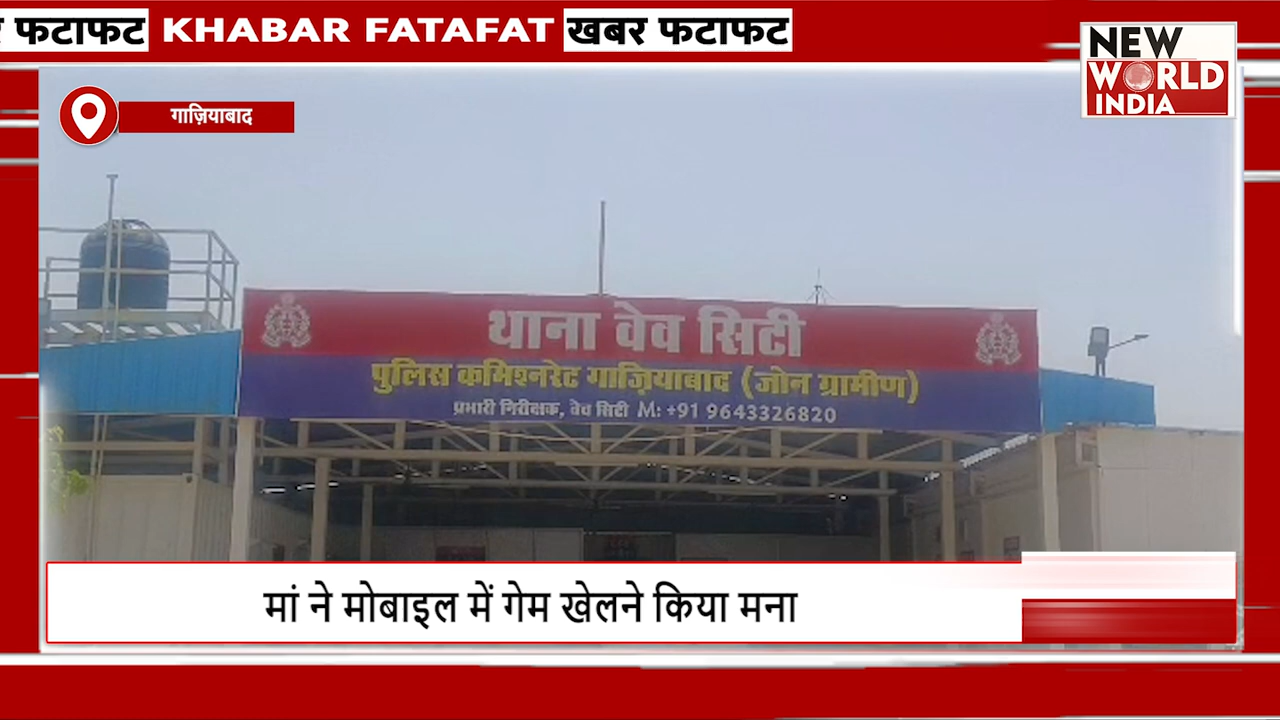 फटाफट KHABAR FATAFAT खबर फटाफट
NEW
WORLD
INDIA
गाज़ियाबाद
थाना वेव सिटी
पुलिस कमिश्नरेट गाज़ियाबाद (जोन ग्रामीण)
प्रभारी निरीक्षक, वेव सिटी M: +91 9643326820
मां ने मोबाइल में गेम खेलने किया मना